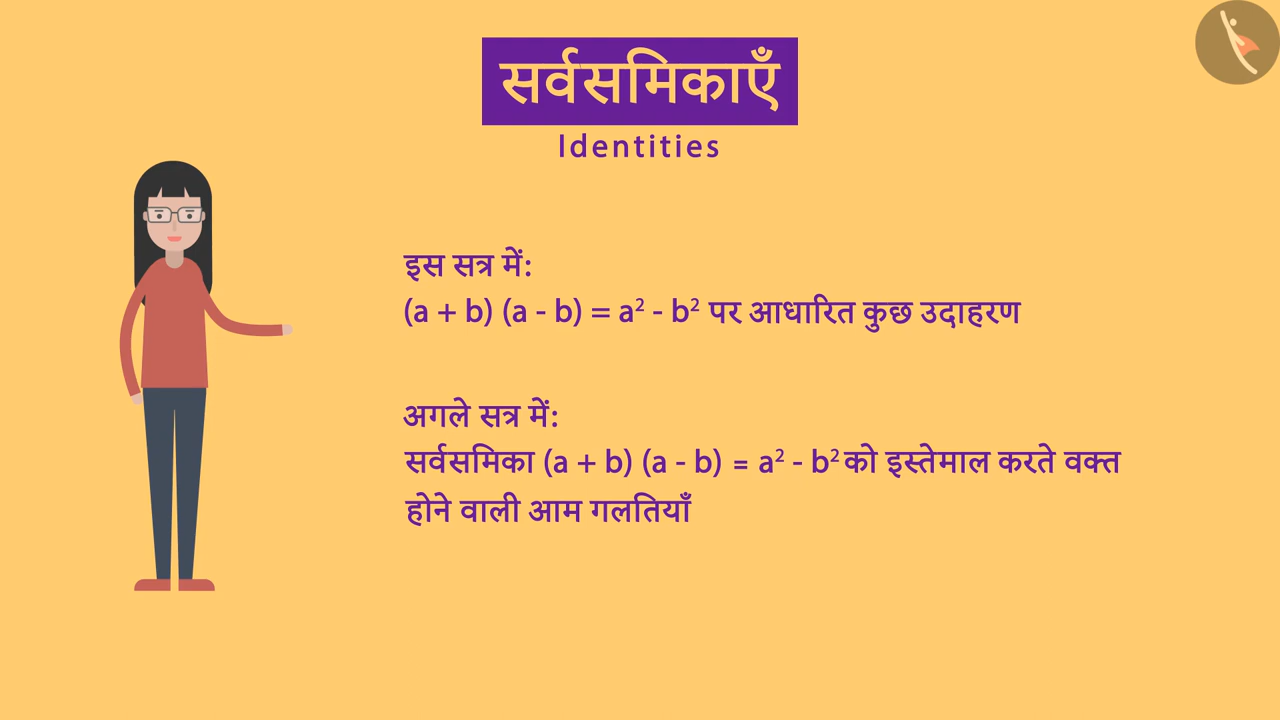 सर्वसमिकाएँ
Identities
इस सत्र में:
(a + b) (a - b) = a² - b² पर आधारित कुछ उदाहरण
अगले सत्र में:
सर्वसमिका (a + b) (a - b) = a² - b² को इस्तेमाल करते वक्त
होने वाली आम गलतियाँ